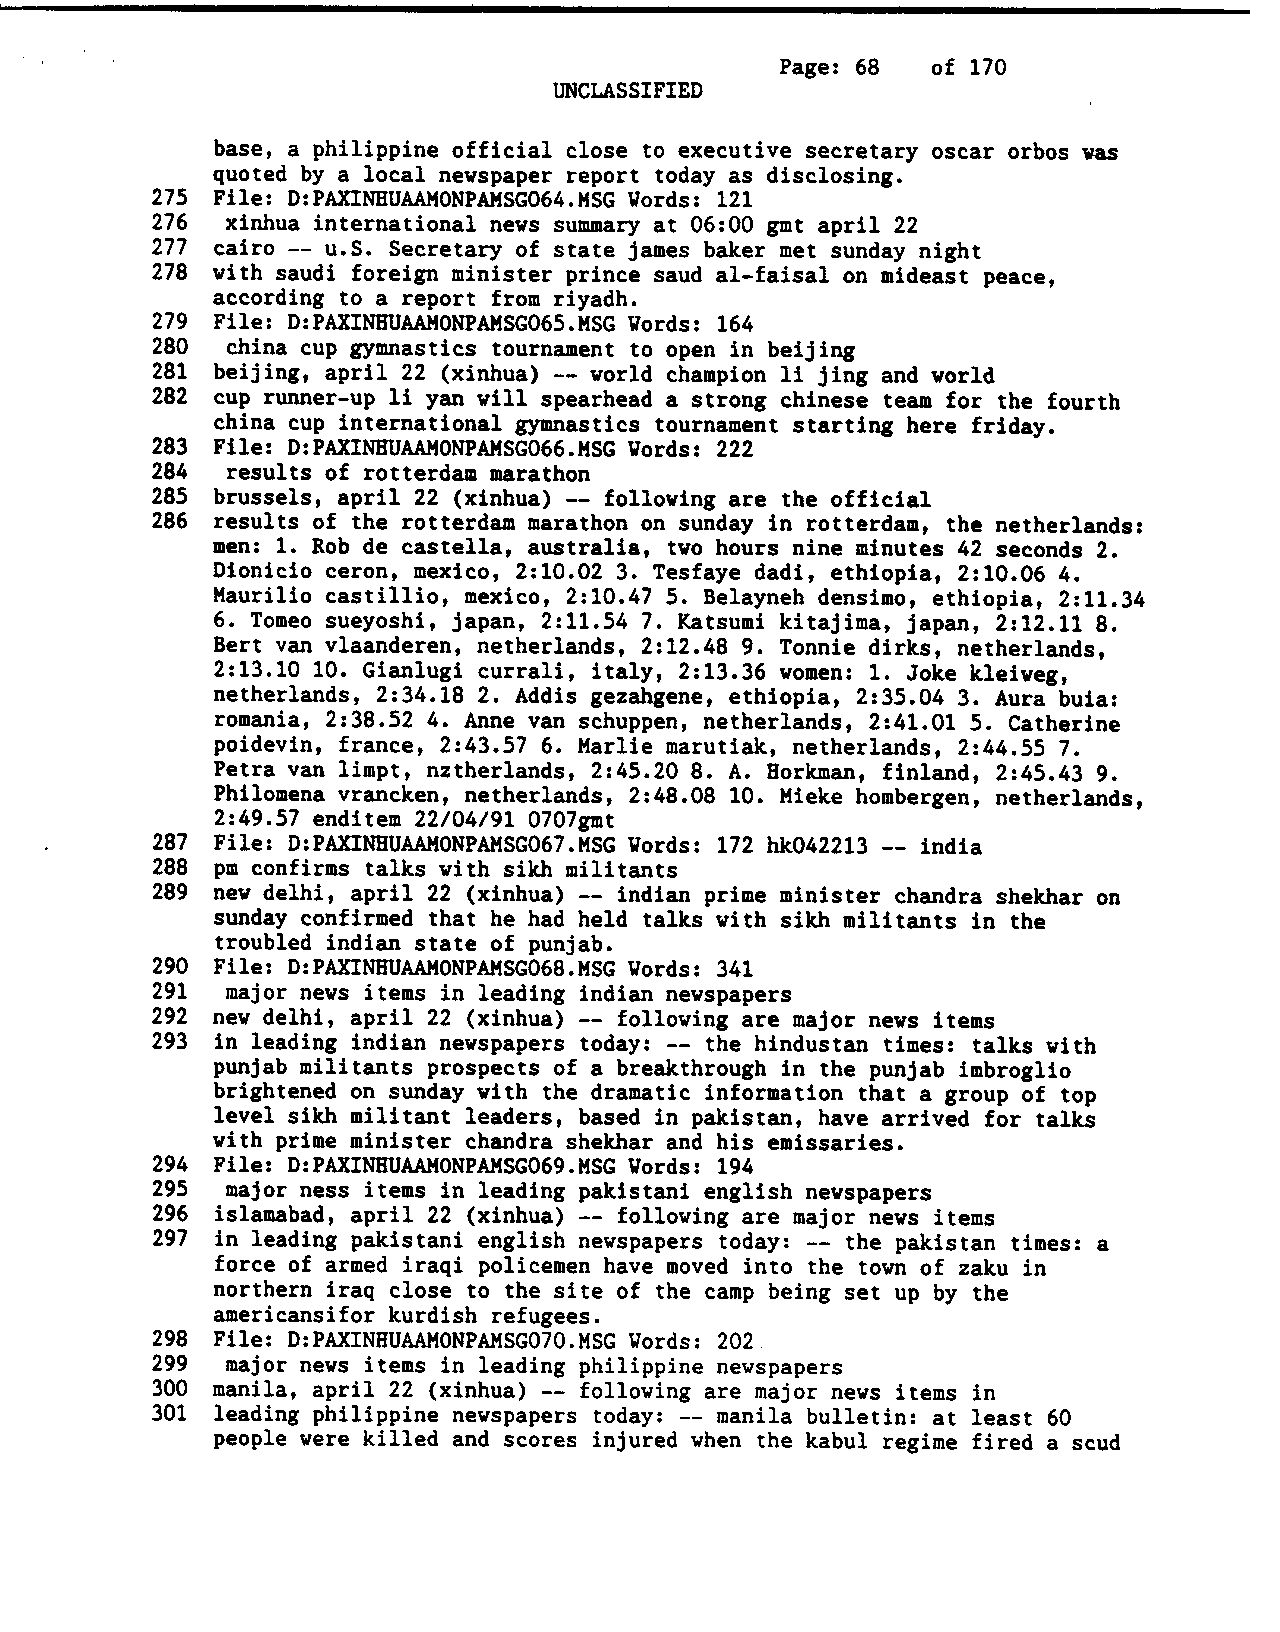 Page: 68 of 170
UNCLASSIFIED
base, a philippine official close to executive secretary oscar orbos was
quoted by a local newspaper report today as disclosing.
275 File: D:PAXINHUAAMONPAMSG064.MSG Words: 121
276 xinhua international news summary at 06:00 gmt april 22
277 cairo -- u.S. Secretary of state james baker met sunday night
278 with saudi foreign minister prince saud al-faisal on mideast peace,
according to a report from riyadh.
279 File: D:PAXINHUAAMONPAMSG065.MSG Words: 164
280 china cup gymnastics tournament to open in beijing
281 beijing, april 22 (xinhua) -- world champion li jing and world
282 cup runner-up li yan will spearhead a strong chinese team for the fourth
china cup international gymnastics tournament starting here friday.
283 File: D:PAXINHUAAMONPAMSG066.MSG Words: 222
284 results of rotterdam marathon
285 brussels, april 22 (xinhua) -- following are the official
286 results of the rotterdam marathon on sunday in rotterdam, the netherlands:
men: 1. Rob de castella, australia, two hours nine minutes 42 seconds 2.
Dionicio ceron, mexico, 2:10.02 3. Tesfaye dadi, ethiopia, 2:10.06 4.
Maurilio castillio, mexico, 2:10.47 5. Belayneh densimo, ethiopia, 2:11.34
6. Tomeo sueyoshi, japan, 2:11.54 7. Katsumi kitajima, japan, 2:12.11 8.
Bert van vlaanderen, netherlands, 2:12.48 9. Tonnie dirks, netherlands,
2:13.10 10. Gianlugi currali, italy, 2:13.36 women: 1. Joke kleiweg,
netherlands, 2:34.18 2. Addis gezahgene, ethiopia, 2:35.04 3. Aura buia:
romania, 2:38.52 4. Anne van schuppen, netherlands, 2:41.01 5. Catherine
poidevin, france, 2:43.57 6. Marlie marutiak, netherlands, 2:44.55 7.
Petra van limpt, nztherlands, 2:45.20 8. A. Horkman, finland, 2:45.43 9.
Philomena vrancken, netherlands, 2:48.08 10. Mieke hombergen, netherlands,
2:49.57 enditem 22/04/91 0707gmt
287 File: D:PAXINHUAAMONPAMSG067.MSG Words: 172 hk042213 -- india
288 pm confirms talks with sikh militants
289 new delhi, april 22 (xinhua) -- indian prime minister chandra shekhar on
sunday confirmed that he had held talks with sikh militants in the
troubled indian state of punjab.
290 File: D:PAXINHUAAMONPAMSG068.MSG Words: 341
291 major news items in leading indian newspapers
292 new delhi, april 22 (xinhua) -- following are major news items
293 in leading indian newspapers today: -- the hindustan times: talks with
punjab militants prospects of a breakthrough in the punjab imbroglio
brightened on sunday with the dramatic information that a group of top
level sikh militant leaders, based in pakistan, have arrived for talks
with prime minister chandra shekhar and his emissaries.
294 File: D:PAXINHUAAMONPAMSG069.MSG Words: 194
295 major ness items in leading pakistani english newspapers
296 islamabad, april 22 (xinhua) -- following are major news items
297 in leading pakistani english newspapers today: -- the pakistan times: a
force of armed iraqi policemen have moved into the town of zaku in
northern iraq close to the site of the camp being set up by the
americansifor kurdish refugees.
298 File: D:PAXINHUAAMONPAMSG070.MSG Words: 202
299 major news items in leading philippine newspapers
300 manila, april 22 (xinhua) -- following are major news items in
301 leading philippine newspapers today: -- manila bulletin: at least 60
people were killed and scores injured when the kabul regime fired a scud